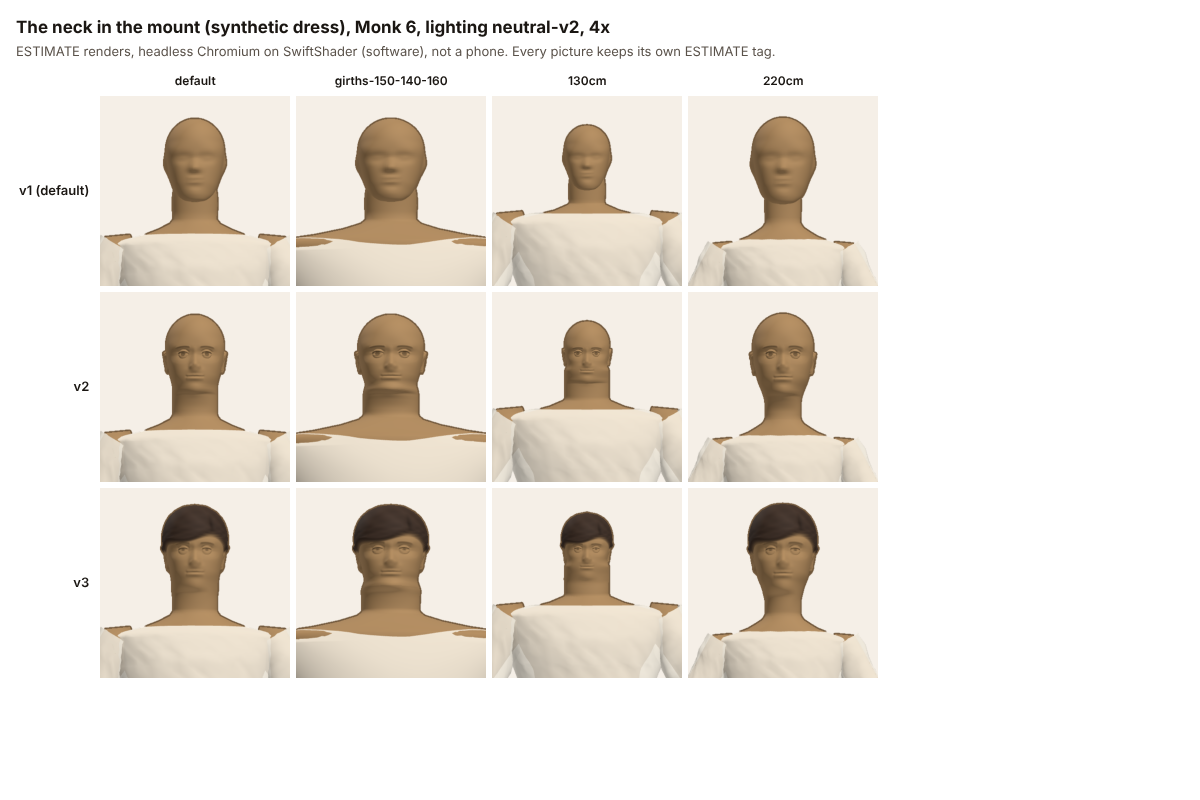 The neck in the mount (synthetic dress), Monk 6, lighting neutral-v2, 4x
ESTIMATE renders, headless Chromium on SwiftShader (software), not a phone. Every picture keeps its own ESTIMATE tag.
default girths-150-140-160 130cm 220cm
v1 (default)
v2
v3